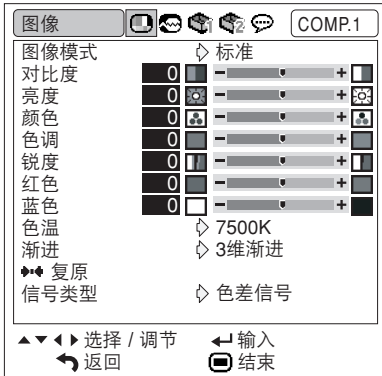 图像 COMP.1
图像模式 标准
对比度 0 - +
亮度 0 - +
颜色 0 - +
色调 0 - +
锐度 0 - +
红色 0 - +
蓝色 0 - +
色温 7500K
渐进 3维渐进
复原
信号类型 色差信号
选择 / 调节 输入
返回 结束